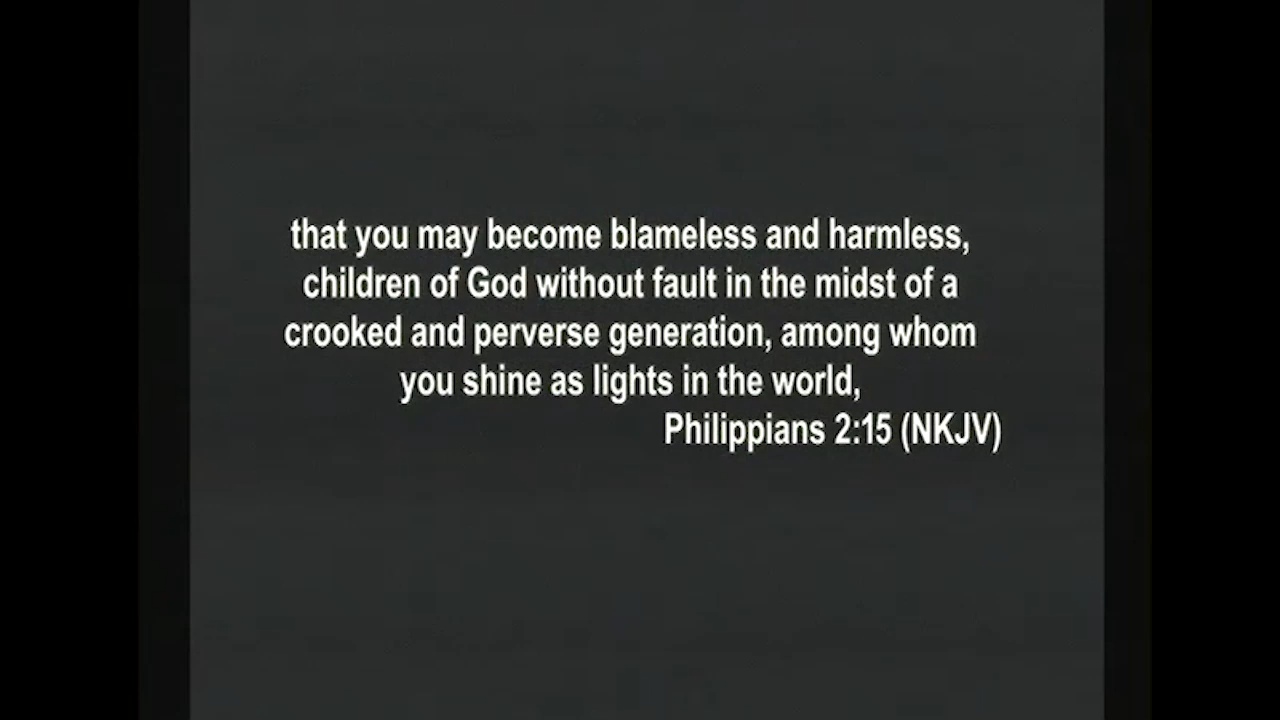 that you may become blameless and harmless,
children of God without fault in the midst of a
crooked and perverse generation, among whom
you shine as lights in the world,
Philippians 2:15 (NKJV)